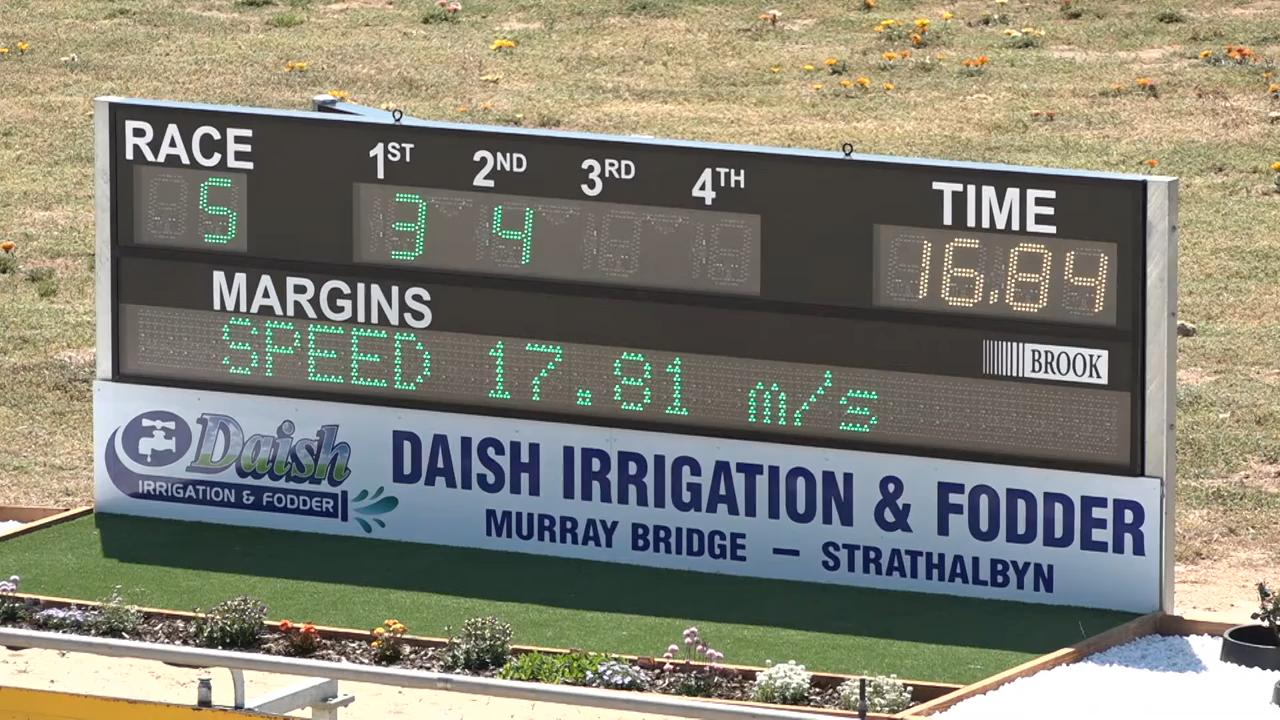 RACE 1ST 2ND 3RD 4TH TIME
5 3 4 16.84
MARGINS
BROOK
SPEED 17.81 m/s
Daish
IRRIGATION & FODDER
DAISH IRRIGATION & FODDER
MURRAY BRIDGE – STRATHALBYN